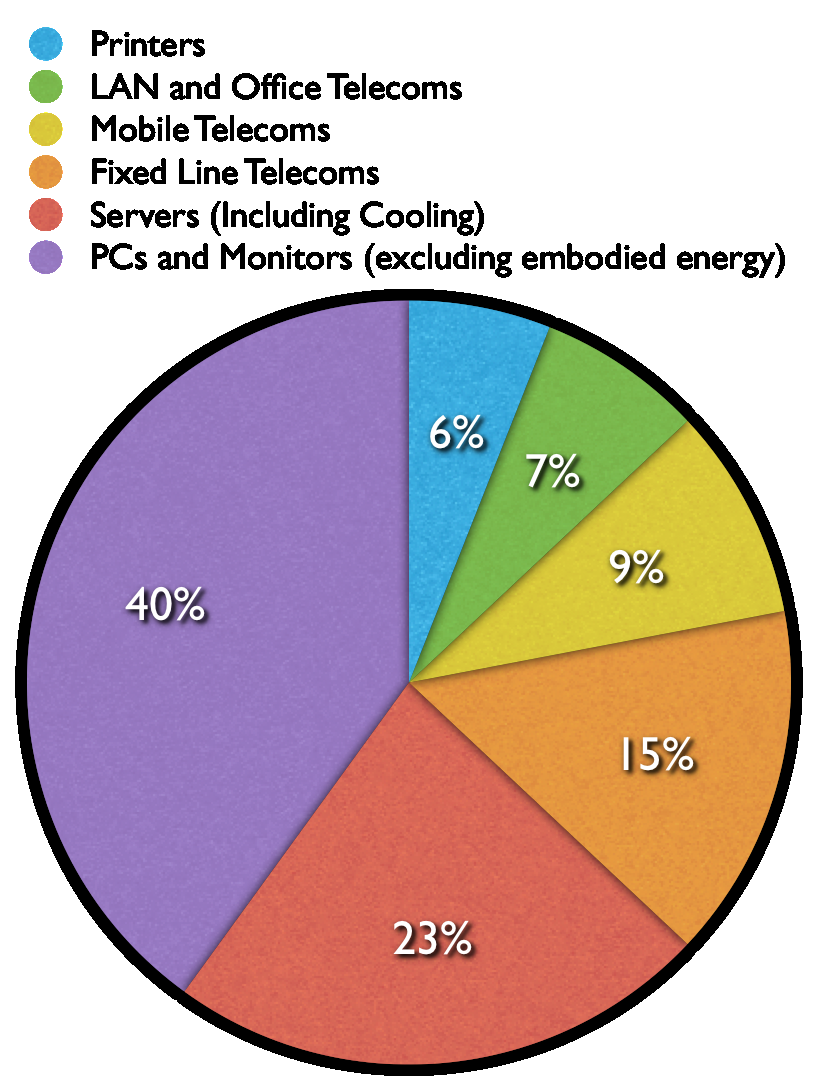 Printers
LAN and Office Telecoms
Mobile Telecoms
Fixed Line Telecoms
Servers (Including Cooling)
PCs and Monitors (excluding embodied energy)
6%
7%
9%
15%
23%
40%